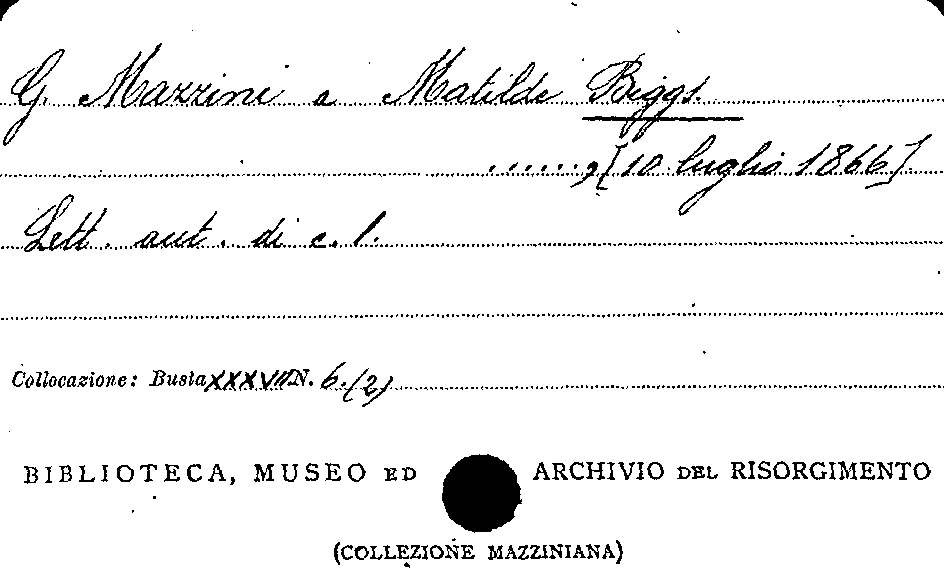 G. Mazzini a Matilde Biggs.
......, [10 luglio 1866].
Lett. aut. di c. 1.
Collocazione: Busta XXXVII N. 6.(2)
BIBLIOTECA, MUSEO ED ARCHIVIO DEL RISORGIMENTO
(COLLEZIONE MAZZINIANA)